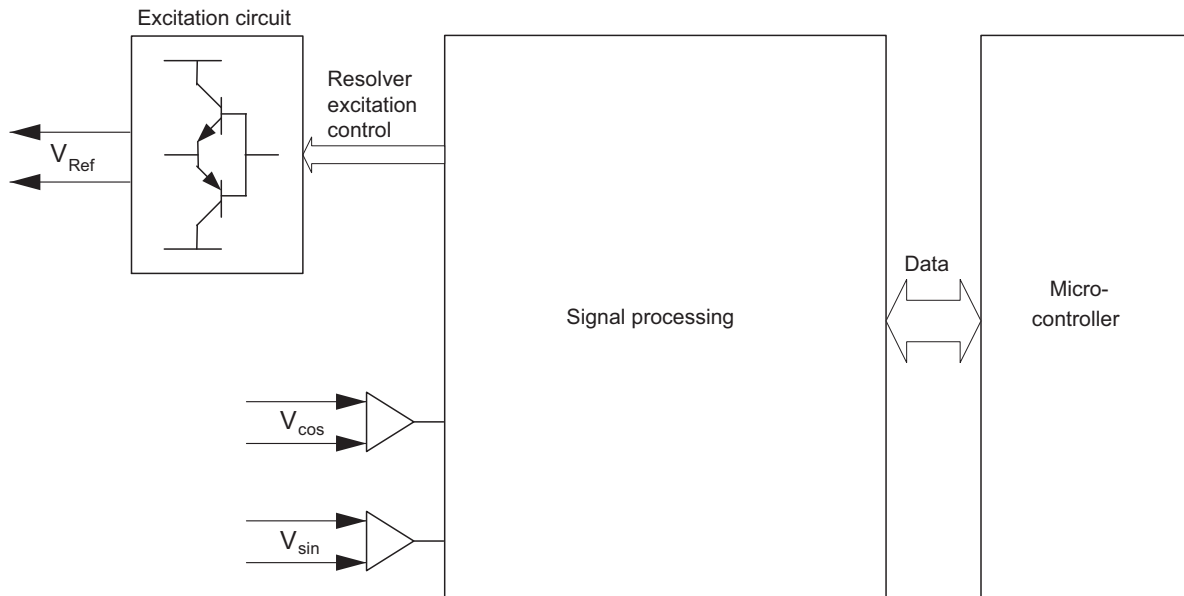 Excitation circuit
Resolver
excitation
control
V Ref
Data
Signal processing
Micro-
controller
V cos
V sin